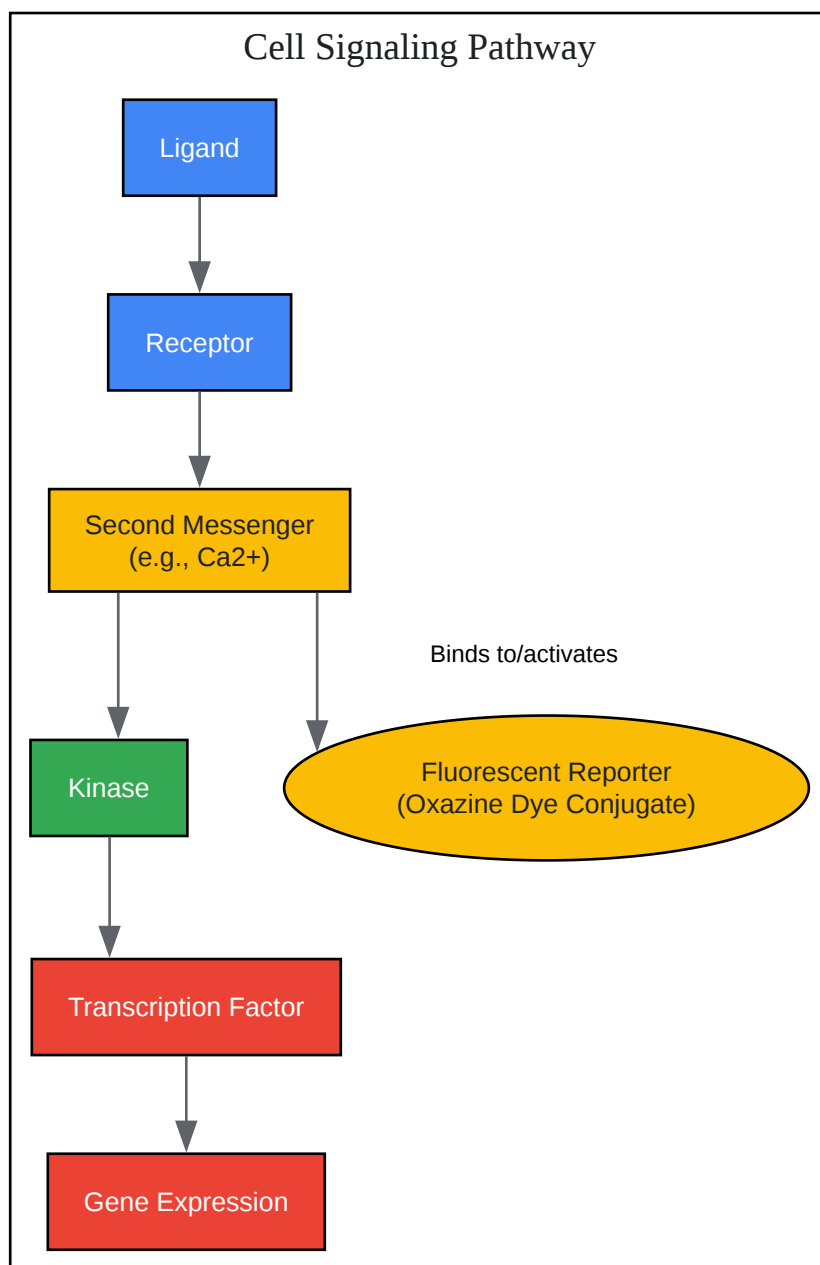 Cell Signaling Pathway
Ligand
Receptor
Second Messenger
(e.g., Ca2+)
Binds to/activates
Kinase
Fluorescent Reporter
(Oxazine Dye Conjugate)
Transcription Factor
Gene Expression